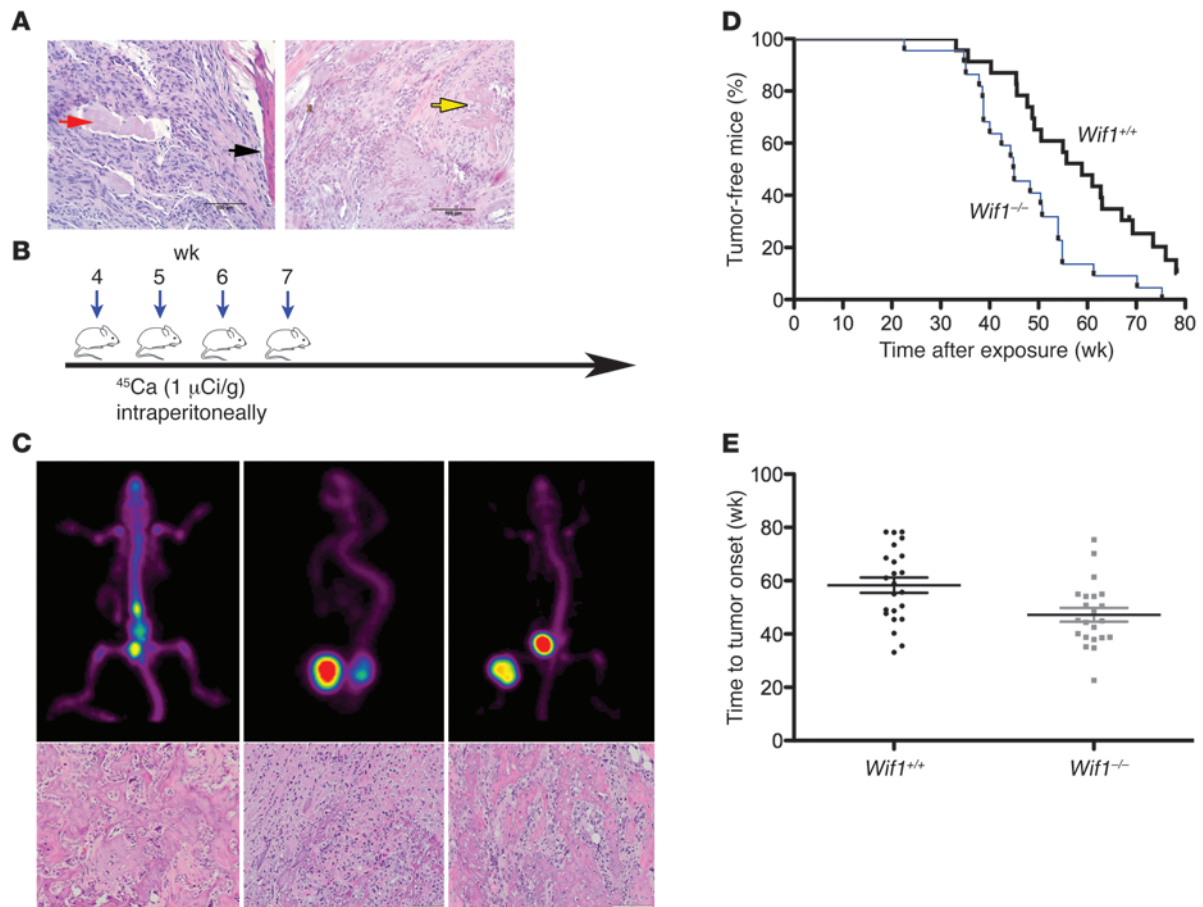 A
B
wk
4 5 6 7
⁴⁵Ca (1 μCi/g)
intraperitoneally
C
D
Tumor-free mice (%)
100
80
60
40
20
0
Wif1⁺/⁺
Wif1⁻/⁻
0 10 20 30 40 50 60 70 80
Time after exposure (wk)
E
Time to tumor onset (wk)
100
80
60
40
20
0
Wif1⁺/⁺ Wif1⁻/⁻